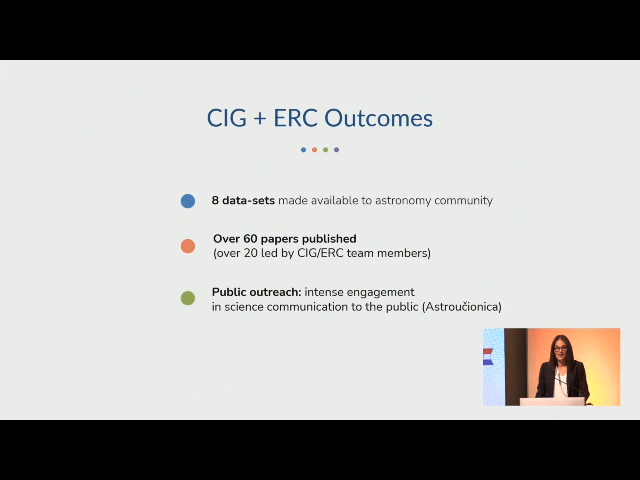 CIG + ERC Outcomes
8 data-sets made available to astronomy community
Over 60 papers published
(over 20 led by CIG/ERC team members)
Public outreach: intense engagement
in science communication to the public (Astroučionica)